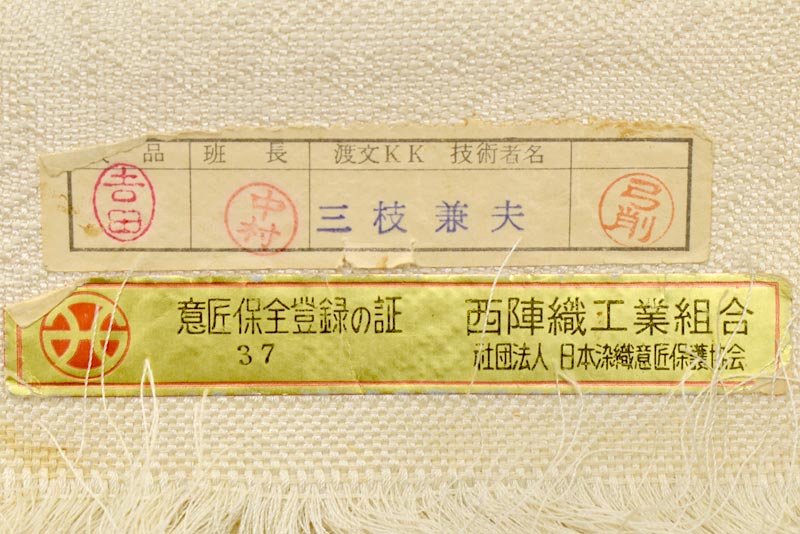 品 班長 渡文KK 技術者名
吉田 中村 三枝兼夫 弓削
意匠保全登録の証 西陣織工業組合
37 社団法人 日本染織意匠保護協会